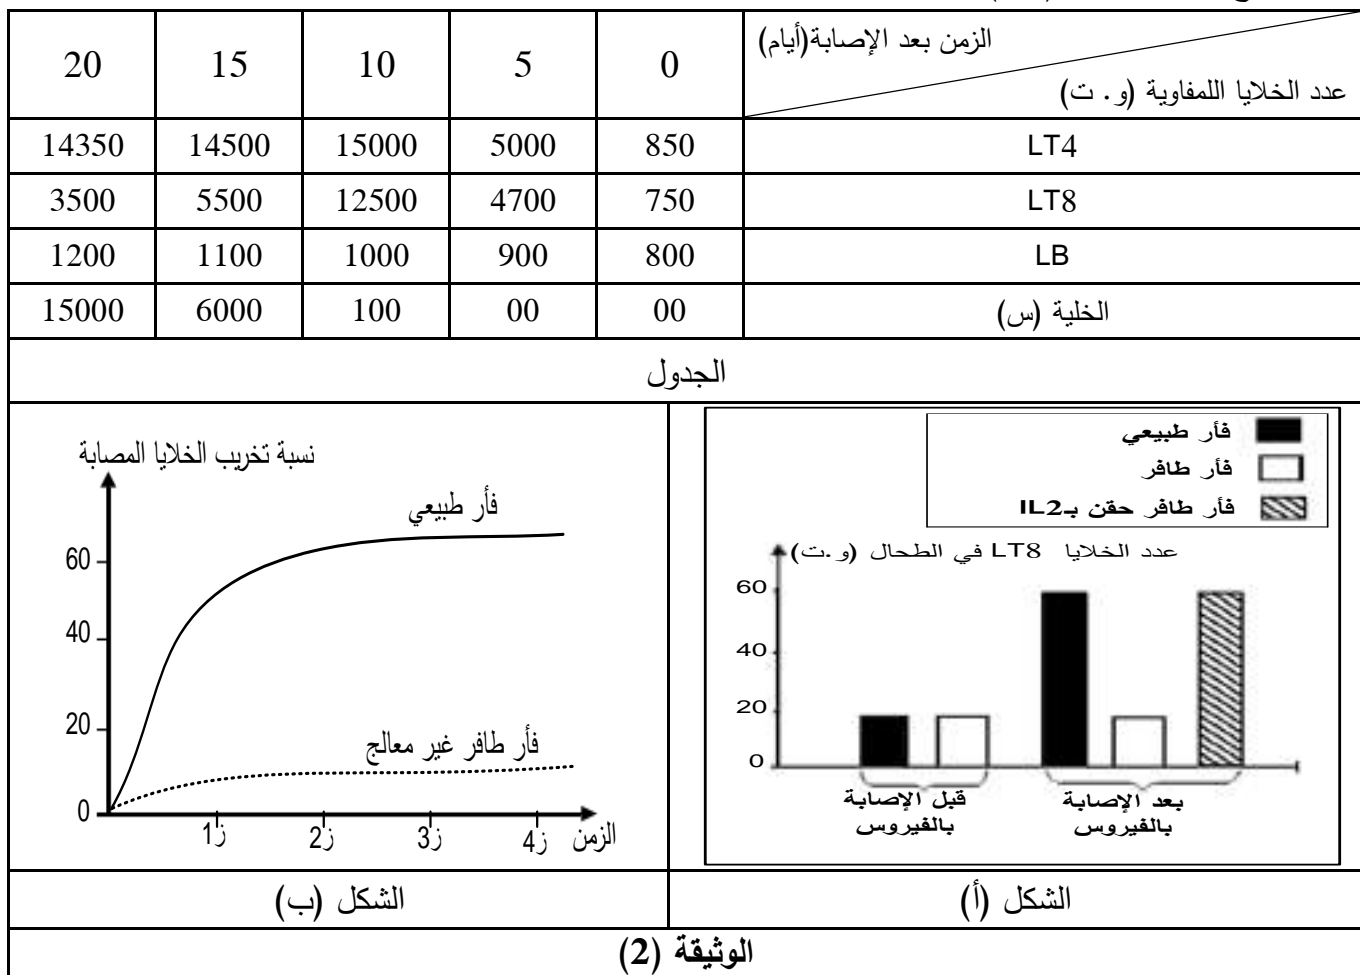 الزمن بعد الإصابة(أيام)
عدد الخلايا اللمفاوية (و. ت)
0 5 10 15 20
LT4 850 5000 15000 14500 14350
LT8 750 4700 12500 5500 3500
LB 800 900 1000 1100 1200
الخلية (س) 00 00 100 6000 15000
الجدول
فأر طبيعي
فأر طافر
فأر طافر حقن بـIL2
عدد الخلايا LT8 في الطحال (و.ت)
60
40
20
0
قبل الإصابة بالفيروس
بعد الإصابة بالفيروس
الشكل (أ)
نسبة تخريب الخلايا المصابة
فأر طبيعي
60
40
20
فأر طافر غير معالج
0
ز1 ز2 ز3 ز4 الزمن
الشكل (ب)
الوثيقة (2)